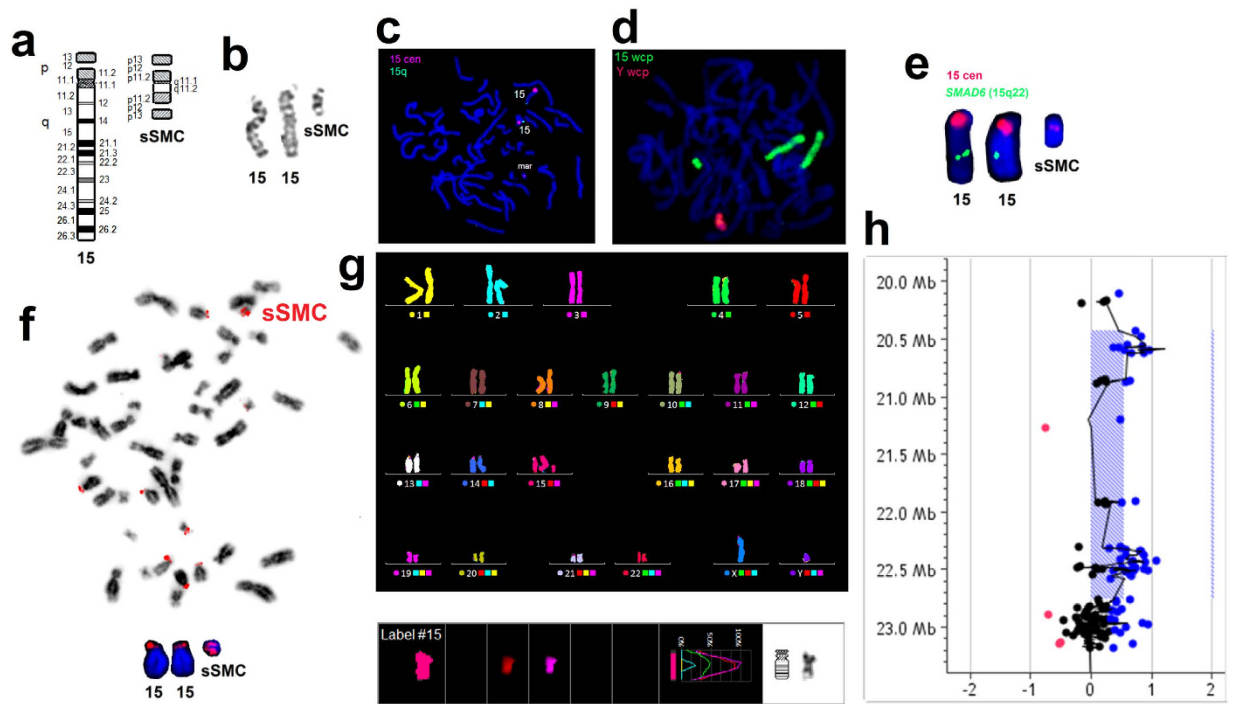 a
13
12
p
11.1
11.2
11.1
11.2
13
12
q
14
15
21.1
21.2
21.3
22.1
22.2
22.3
23
24.1
24.2
24.3
25
26.1
26.2
26.3
15
p13
p12
p11.2
q11.1
q11.2
p11.2
p12
p13
sSMC
b
sSMC
15 15
c
15 cen
15q
15
15
mar
d
15 wcp
Y wcp
e
15 cen
SMAD6 (15q22)
sSMC
15 15
f
sSMC
sSMC
15 15
g
1 2 3 4 5
6 7 8 9 10 11 12
13 14 15 16 17 18
19 20 21 22 X Y
Label #15
0% 50% 100%
h
20.0 Mb
20.5 Mb
21.0 Mb
21.5 Mb
22.0 Mb
22.5 Mb
23.0 Mb
-2 -1 0 1 2